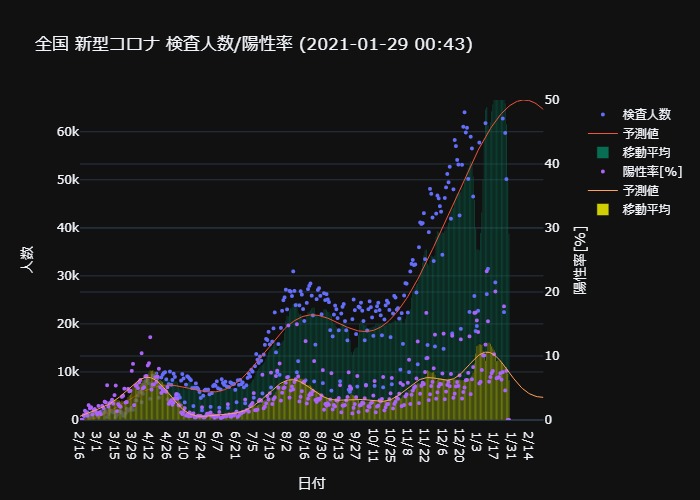 全国 新型コロナ 検査人数/陽性率 (2021-01-29 00:43)
検査人数
予測値
移動平均
陽性率[%]
予測値
移動平均
人数
60k
50k
40k
30k
20k
10k
0
陽性率[%]
50
40
30
20
10
0
2/16 3/1 3/15 3/29 4/12 4/26 5/10 5/24 6/7 6/21 7/5 7/19 8/2 8/16 8/30 9/13 9/27 10/11 10/25 11/8 11/22 12/6 12/20 1/3 1/17 1/31 2/14
日付